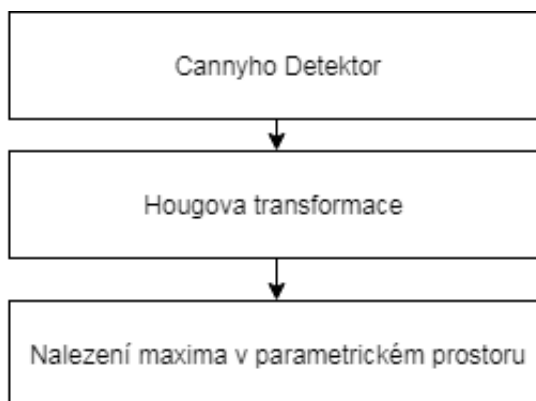 Cannyho Detektor
Hougova transformace
Nalezení maxima v parametrickém prostoru